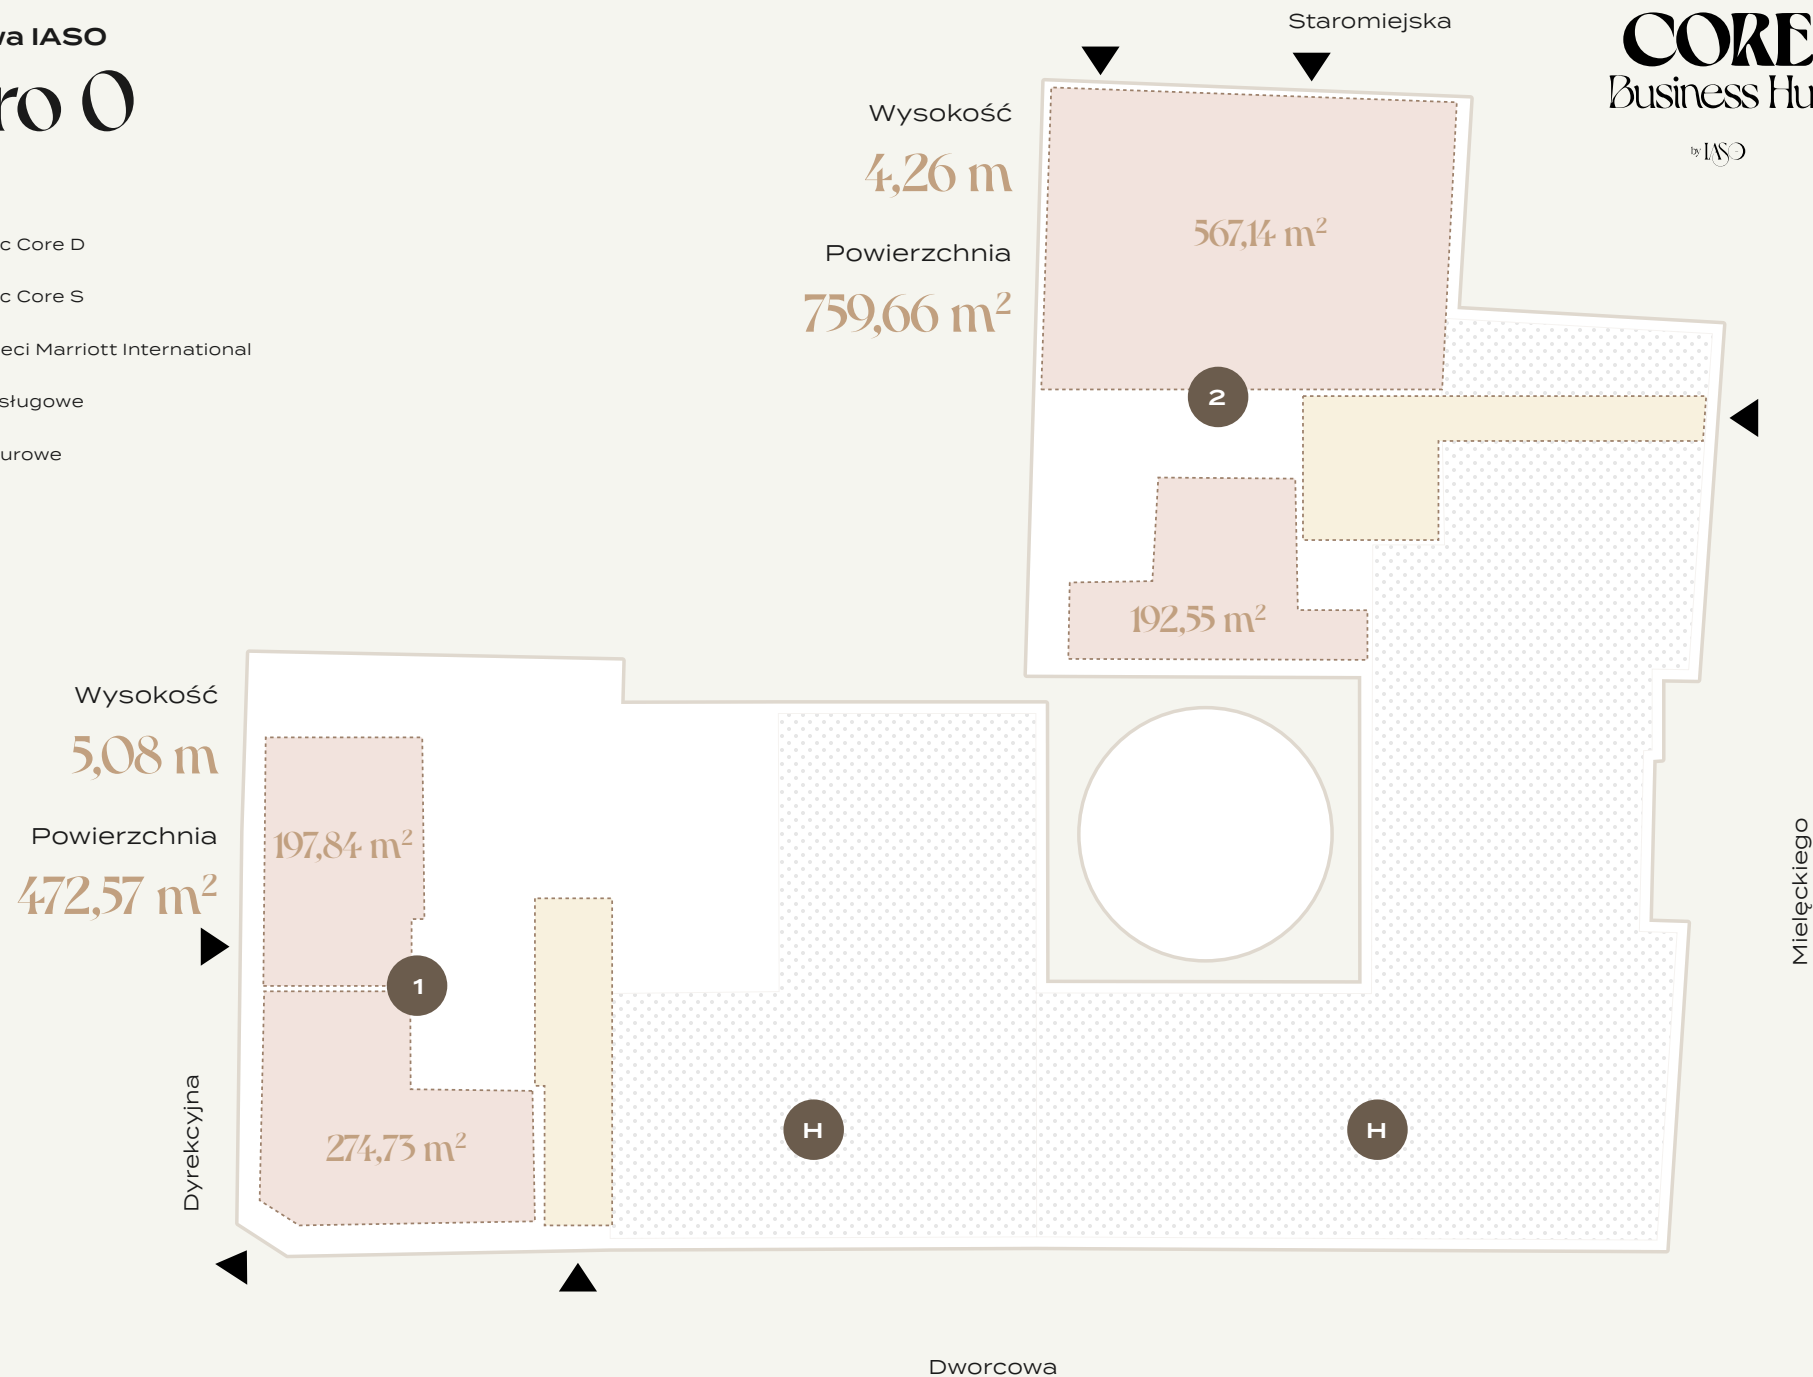 wa IASO
ro 0
c Core D
c Core S
eci Marriott International
sługowe
urowe
Staromiejska
CORE
Business Hu
by IASO
Wysokość
4,26 m
Powierzchnia
759,66 m²
567,14 m²
2
192,55 m²
Wysokość
5,08 m
Powierzchnia
472,57 m²
197,84 m²
1
274,73 m²
H
H
Dyrekcyjna
Mielęckiego
Dworcowa